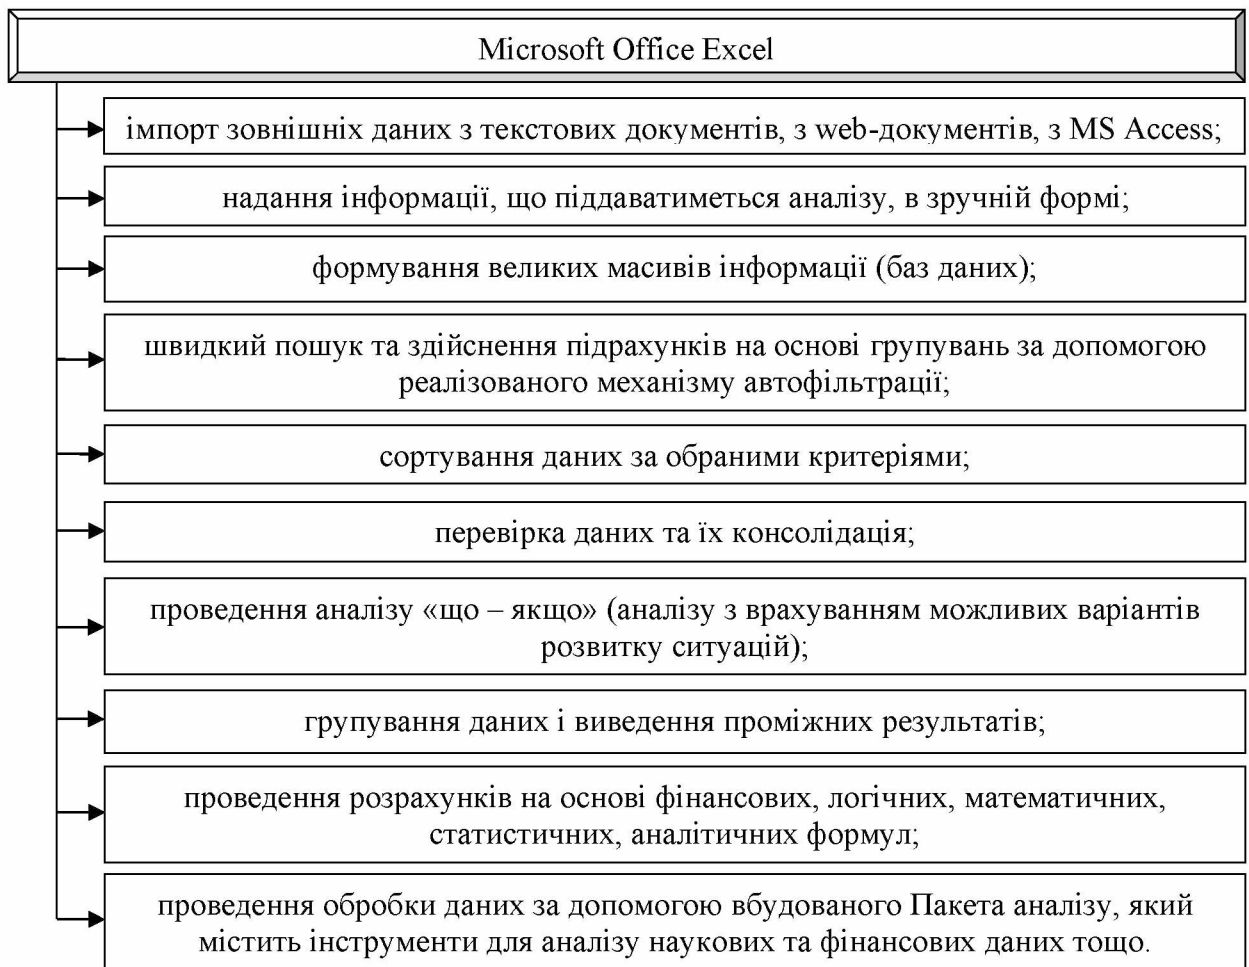 Microsoft Office Excel
імпорт зовнішніх даних з текстових документів, з web-документів, з MS Access;
надання інформації, що піддаватиметься аналізу, в зручній формі;
формування великих масивів інформації (баз даних);
швидкий пошук та здійснення підрахунків на основі групувань за допомогою
реалізованого механізму автофільтрації;
сортування даних за обраними критеріями;
перевірка даних та їх консолідація;
проведення аналізу «що – якщо» (аналізу з врахуванням можливих варіантів
розвитку ситуацій);
групування даних і виведення проміжних результатів;
проведення розрахунків на основі фінансових, логічних, математичних,
статистичних, аналітичних формул;
проведення обробки даних за допомогою вбудованого Пакета аналізу, який
містить інструменти для аналізу наукових та фінансових даних тощо.